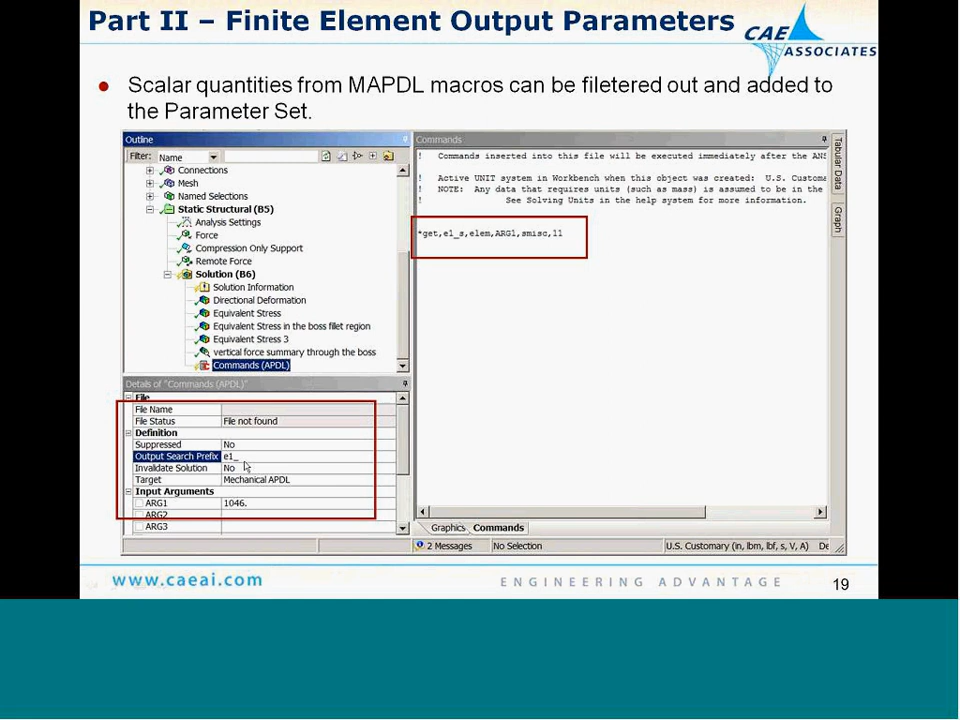 Part II – Finite Element Output Parameters
CAE
ASSOCIATES
● Scalar quantities from MAPDL macros can be filetered out and added to
the Parameter Set.
Outline
Filter: Name
Connections
Mesh
Named Selections
Static Structural (B5)
Analysis Settings
Force
Compression Only Support
Remote Force
Solution (B6)
Solution Information
Directional Deformation
Equivalent Stress
Equivalent Stress in the boss filet region
Equivalent Stress 3
vertical force summary through the boss
Commands (APDL)
Details of "Commands (APDL)"
File
File Name
File Status File not found
Definition
Suppressed No
Output Search Prefix e1_
Invalidate Solution No
Target Mechanical APDL
Input Arguments
ARG1 1046.
ARG2
ARG3
Commands
! Commands inserted into this file will be executed immediately after the ANS
! Active UNIT system in Workbench when this object was created: U.S. Customa
! NOTE: Any data that requires units (such as mass) is assumed to be in the
! See Solving Units in the help system for more information.
*get,e1_s,elem,ARG1,smisc,11
Tabular Data
Graph
Graphics Commands
2 Messages No Selection U.S. Customary (in, lbm, lbf, s, V, A) De
www.caeai.com
ENGINEERING ADVANTAGE
19